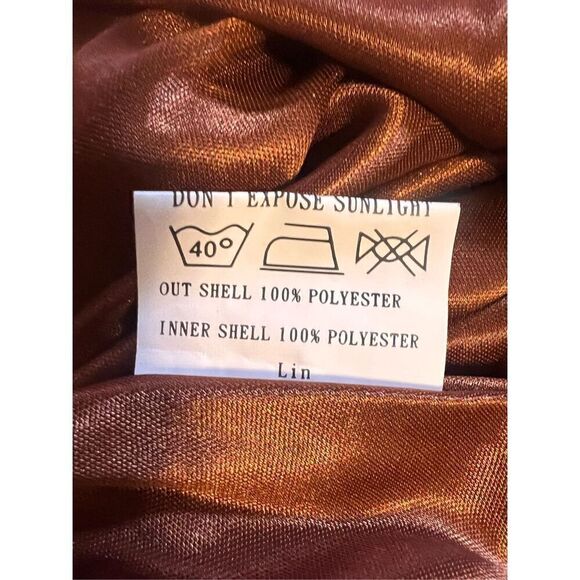 DON'T EXPOSE SUNLIGHT
40°
OUT SHELL 100% POLYESTER
INNER SHELL 100% POLYESTER
Lin